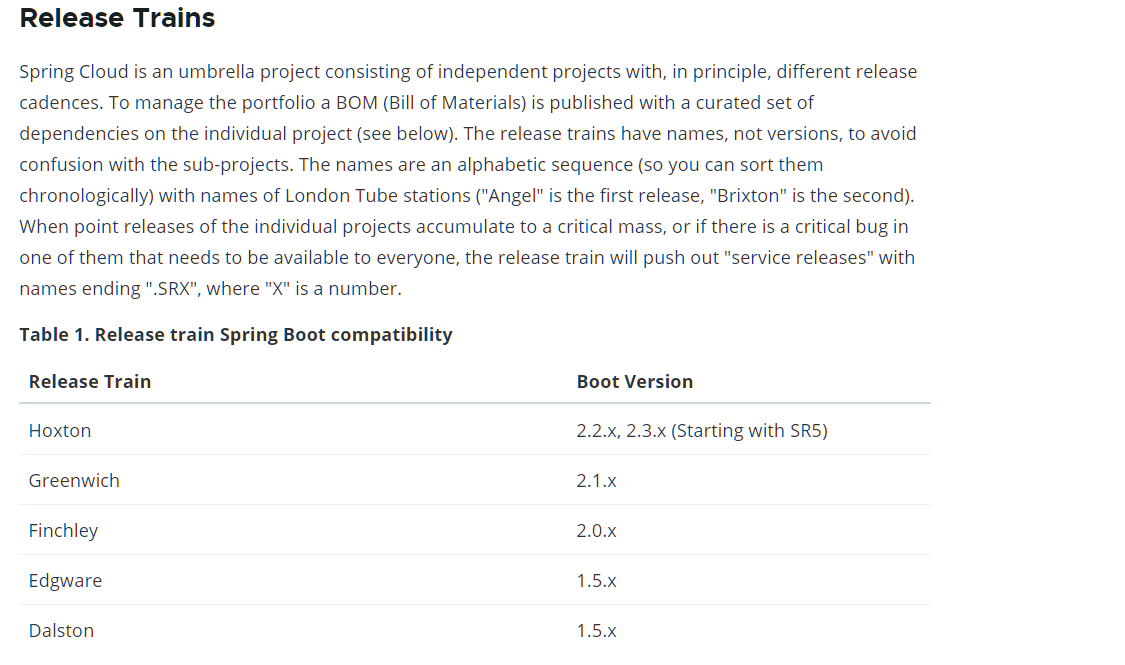 Release Trains
Spring Cloud is an umbrella project consisting of independent projects with, in principle, different release
cadences. To manage the portfolio a BOM (Bill of Materials) is published with a curated set of
dependencies on the individual project (see below). The release trains have names, not versions, to avoid
confusion with the sub-projects. The names are an alphabetic sequence (so you can sort them
chronologically) with names of London Tube stations ("Angel" is the first release, "Brixton" is the second).
When point releases of the individual projects accumulate to a critical mass, or if there is a critical bug in
one of them that needs to be available to everyone, the release train will push out "service releases" with
names ending ".SRX", where "X" is a number.
Table 1. Release train Spring Boot compatibility
Release Train Boot Version
Hoxton 2.2.x, 2.3.x (Starting with SR5)
Greenwich 2.1.x
Finchley 2.0.x
Edgware 1.5.x
Dalston 1.5.x